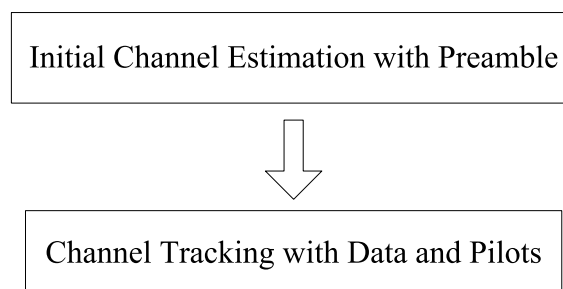 Initial Channel Estimation with Preamble
Channel Tracking with Data and Pilots